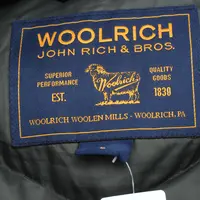 WOOLRICH
JOHN RICH & BROS.
SUPERIOR PERFORMANCE
QUALITY GOODS
Woolrich
EST.
1830
WOOLRICH WOOLEN MILLS - WOOLRICH, PA